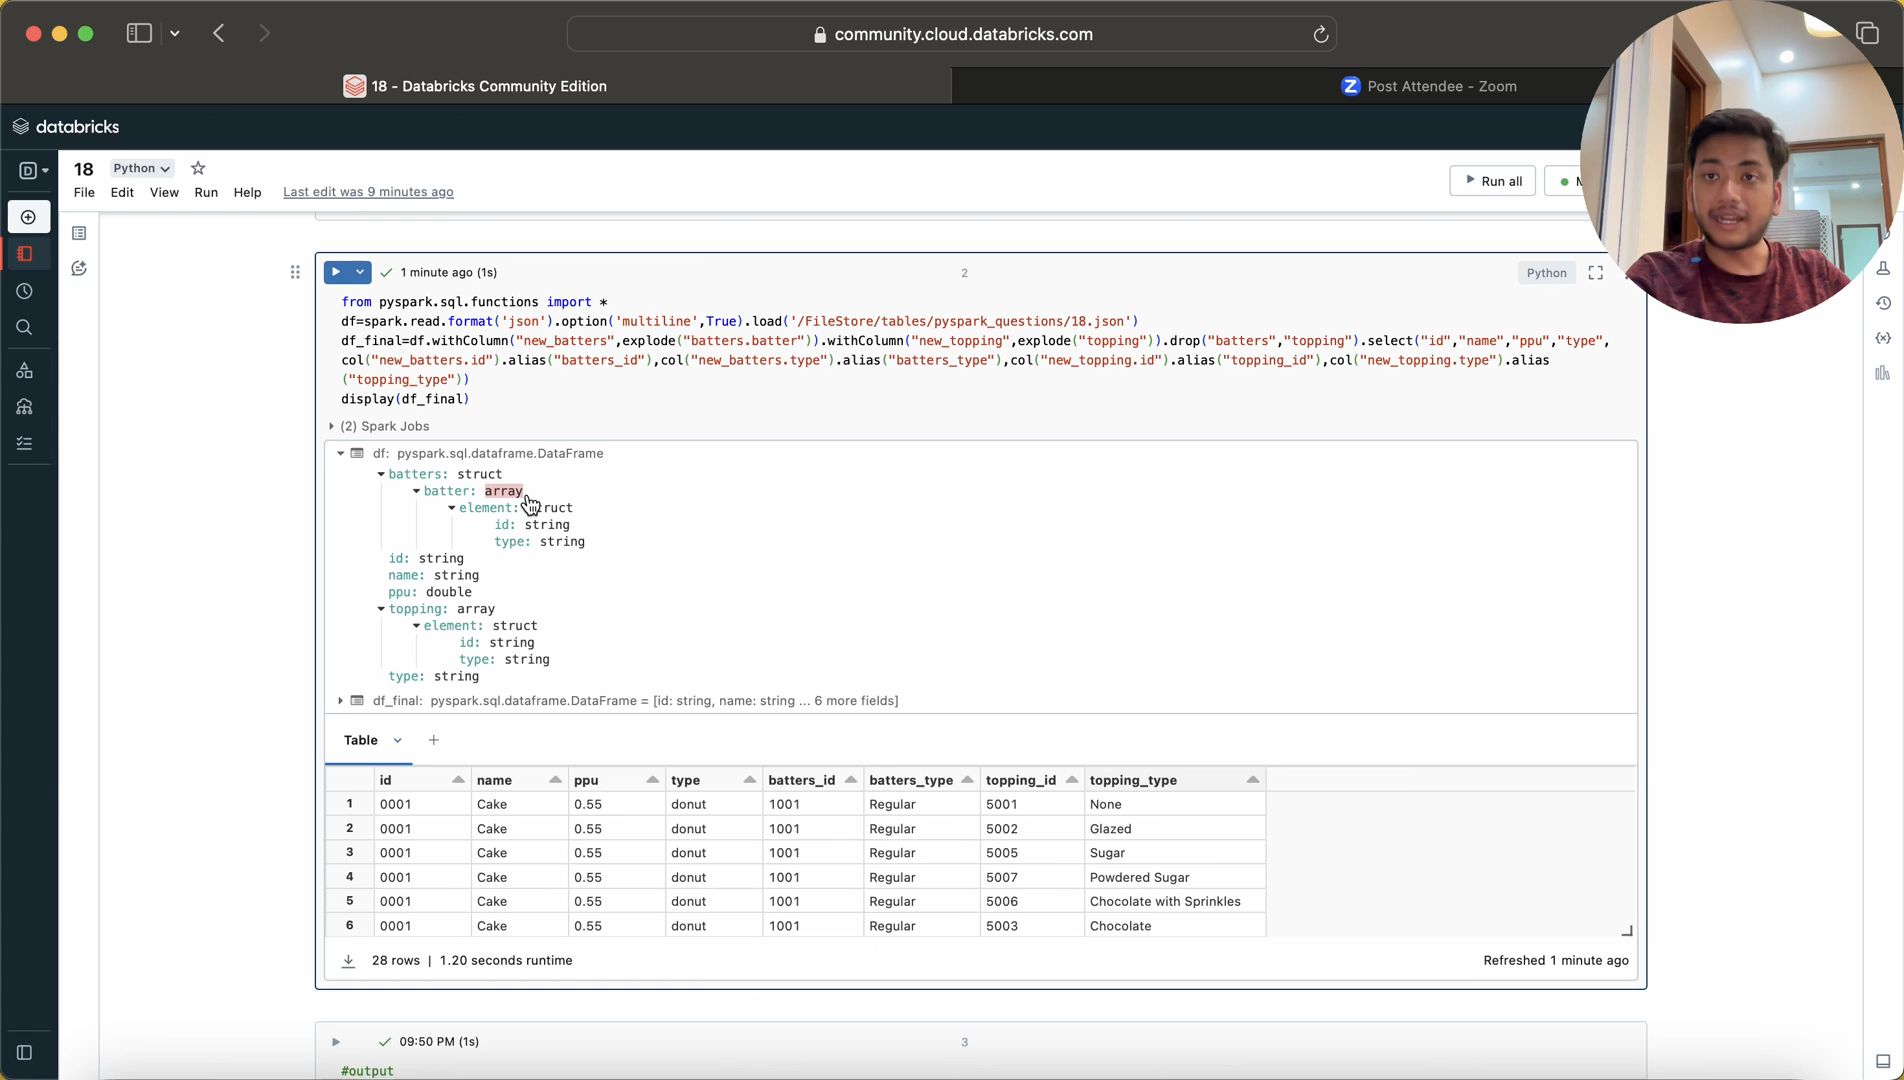 community.cloud.databricks.com
18 - Databricks Community Edition
Post Attendee - Zoom
databricks
D
18
Python
File Edit View Run Help Last edit was 9 minutes ago
Run all
1 minute ago (1s)
2
Python
from pyspark.sql.functions import *
df=spark.read.format('json').option('multiline',True).load('/FileStore/tables/pyspark_questions/18.json')
df_final=df.withColumn("new_batters",explode("batters.batter")).withColumn("new_topping",explode("topping")).drop("batters","topping").select("id","name","ppu","type",
col("new_batters.id").alias("batters_id"),col("new_batters.type").alias("batters_type"),col("new_topping.id").alias("topping_id"),col("new_topping.type").alias
("topping_type"))
display(df_final)
(2) Spark Jobs
df: pyspark.sql.dataframe.DataFrame
batters: struct
batter: array
element: truct
id: string
type: string
id: string
name: string
ppu: double
topping: array
element: struct
id: string
type: string
type: string
df_final: pyspark.sql.dataframe.DataFrame = [id: string, name: string ... 6 more fields]
Table +
id name ppu type batters_id batters_type topping_id topping_type
1 0001 Cake 0.55 donut 1001 Regular 5001 None
2 0001 Cake 0.55 donut 1001 Regular 5002 Glazed
3 0001 Cake 0.55 donut 1001 Regular 5005 Sugar
4 0001 Cake 0.55 donut 1001 Regular 5007 Powdered Sugar
5 0001 Cake 0.55 donut 1001 Regular 5006 Chocolate with Sprinkles
6 0001 Cake 0.55 donut 1001 Regular 5003 Chocolate
28 rows | 1.20 seconds runtime
Refreshed 1 minute ago
09:50 PM (1s)
3
#output